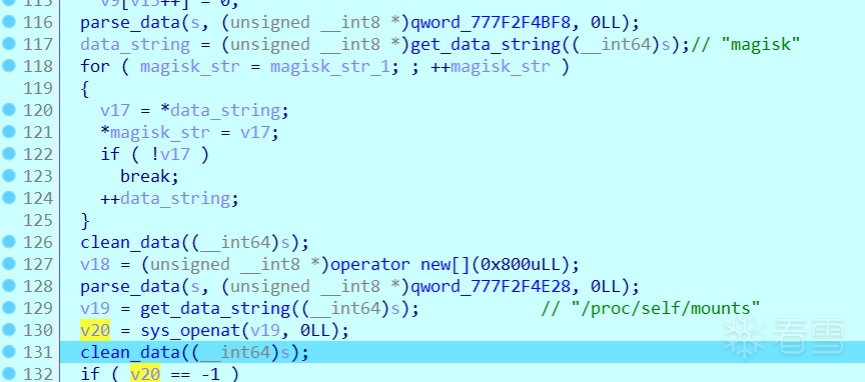 v9[v15++] = 0;
116 parse_data(s, (unsigned __int8 *)qword_777F2F4BF8, 0LL);
117 data_string = (unsigned __int8 *)get_data_string((__int64)s);// "magisk"
118 for ( magisk_str = magisk_str_1; ; ++magisk_str )
119 {
120 v17 = *data_string;
121 *magisk_str = v17;
122 if ( !v17 )
123 break;
124 ++data_string;
125 }
126 clean_data((__int64)s);
127 v18 = (unsigned __int8 *)operator new[](0x800uLL);
128 parse_data(s, (unsigned __int8 *)qword_777F2F4E28, 0LL);
129 v19 = get_data_string((__int64)s); // "/proc/self/mounts"
130 v20 = sys_openat(v19, 0LL);
131 clean_data((__int64)s);
132 if ( v20 == -1 )
看雪